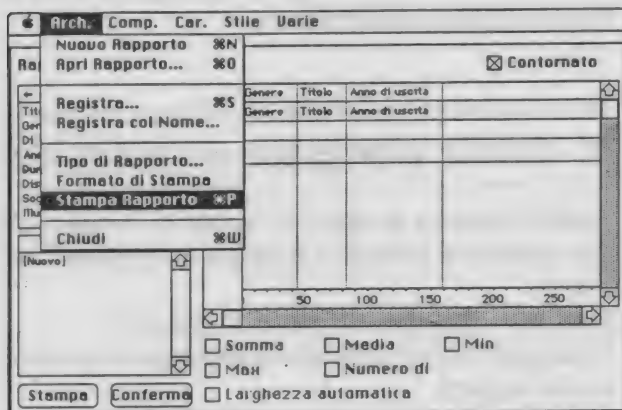 Arch. Comp. Car. Stile Varie
Nuovo Rapporto ⌘N
Apri Rapporto... ⌘O
Registra... ⌘S
Registra col Nome...
Tipo di Rapporto...
Formato di Stampa
Stampa Rapporto ⌘P
Chiudi ⌘W
Contornato
Genere Titolo Anno di uscita
Genere Titolo Anno di uscita
[Nuovo]
50 100 150 200 250
Somma Media Min
Max Numero di
Larghezza automatica
Stampa Conferma